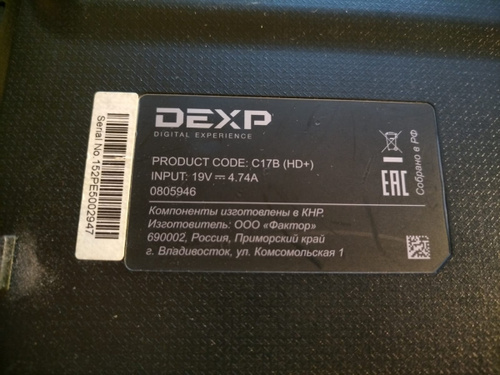 DEXP
DIGITAL EXPERIENCE
PRODUCT CODE: C17B (HD+)
INPUT: 19V ⎓ 4.74A
0805946
Компоненты изготовлены в КНР.
Изготовитель: ООО «Фактор»
690002, Россия, Приморский край
г. Владивосток, ул. Комсомольская 1
EAC
Собрано в РФ
Serial No.152PE5002947